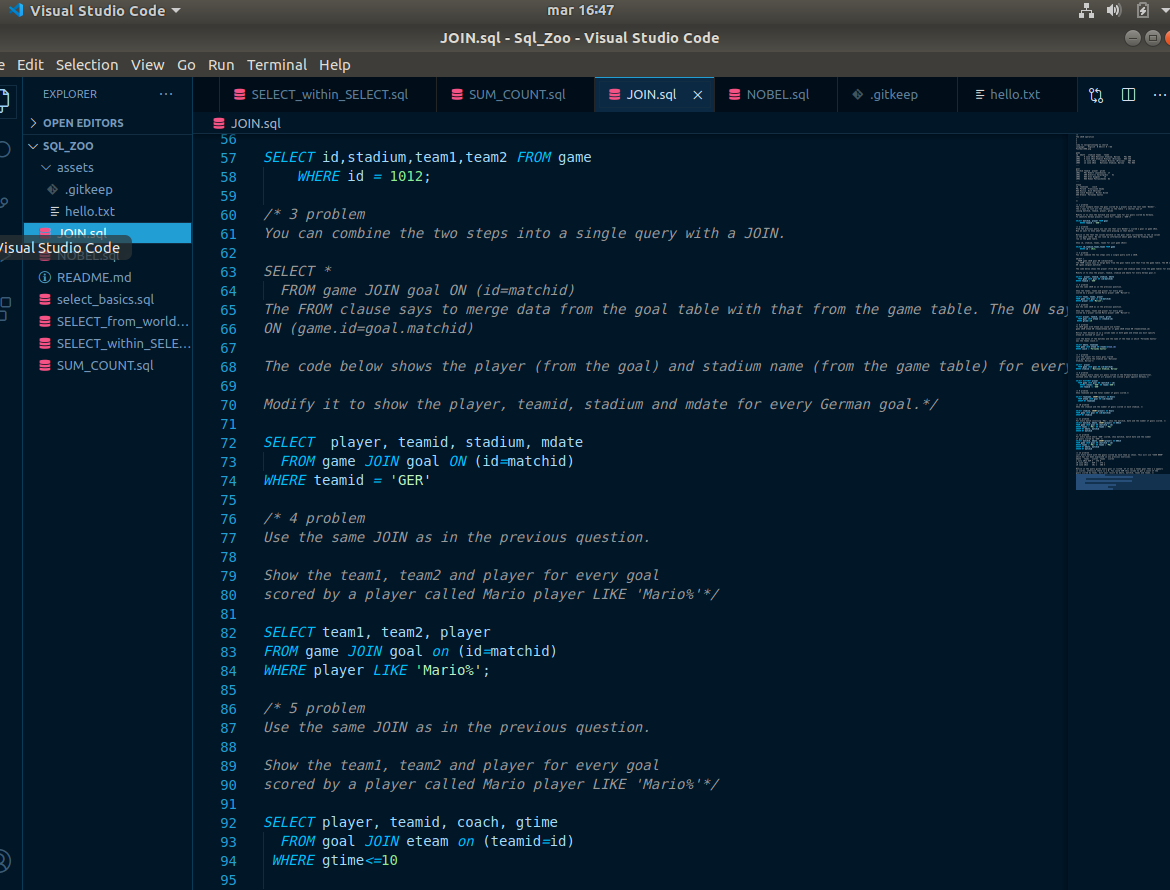 Visual Studio Code
mar 16:47
JOIN.sql - Sql_Zoo - Visual Studio Code
e Edit Selection View Go Run Terminal Help
EXPLORER ...
SELECT_within_SELECT.sql SUM_COUNT.sql JOIN.sql NOBEL.sql .gitkeep hello.txt
OPEN EDITORS
SQL_ZOO
assets
.gitkeep
hello.txt
JOIN.sql
Visual Studio Code
NOBEL.sql
README.md
select_basics.sql
SELECT_from_world...
SELECT_within_SELE...
SUM_COUNT.sql
JOIN.sql
56
57 SELECT id,stadium,team1,team2 FROM game
58 WHERE id = 1012;
59
60 /* 3 problem
61 You can combine the two steps into a single query with a JOIN.
62
63 SELECT *
64 FROM game JOIN goal ON (id=matchid)
65 The FROM clause says to merge data from the goal table with that from the game table. The ON say
66 ON (game.id=goal.matchid)
67
68 The code below shows the player (from the goal) and stadium name (from the game table) for every
69
70 Modify it to show the player, teamid, stadium and mdate for every German goal.*/
71
72 SELECT  player, teamid, stadium, mdate
73 FROM game JOIN goal ON (id=matchid)
74 WHERE teamid = 'GER'
75
76 /* 4 problem
77 Use the same JOIN as in the previous question.
78
79 Show the team1, team2 and player for every goal
80 scored by a player called Mario player LIKE 'Mario%'*/
81
82 SELECT team1, team2, player
83 FROM game JOIN goal on (id=matchid)
84 WHERE player LIKE 'Mario%';
85
86 /* 5 problem
87 Use the same JOIN as in the previous question.
88
89 Show the team1, team2 and player for every goal
90 scored by a player called Mario player LIKE 'Mario%'*/
91
92 SELECT player, teamid, coach, gtime
93 FROM goal JOIN eteam on (teamid=id)
94 WHERE gtime<=10
95